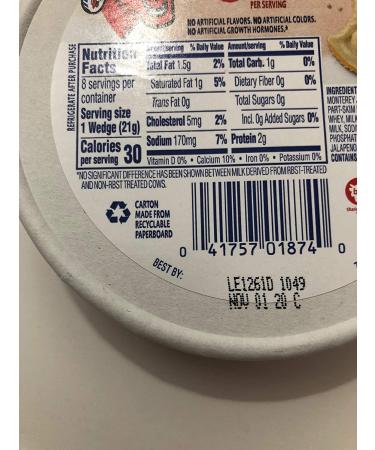 PER SERVING
NO ARTIFICIAL FLAVORS. NO ARTIFICIAL COLORS.
NO ARTIFICIAL GROWTH HORMONES.*
REFRIGERATE AFTER PURCHASE
Nutrition Facts
8 servings per container
Serving size
1 Wedge (21g)
Calories per serving 30
Amount/serving % Daily Value
Total Fat 1.5g 2%
Saturated Fat 1g 5%
Trans Fat 0g
Cholesterol 5mg 2%
Sodium 170mg 7%
Amount/serving % Daily Value
Total Carb. 1g 0%
Dietary Fiber 0g 0%
Total Sugars 0g
Incl. 0g Added Sugars 0%
Protein 2g
Vitamin D 0% • Calcium 10% • Iron 0% • Potassium 0%
*NO SIGNIFICANT DIFFERENCE HAS BEEN SHOWN BETWEEN MILK DERIVED FROM RBST-TREATED
AND NON-RBST TREATED COWS.
INGREDIENT
MONTEREY
PART-SKIM
WHEY, MILK
MILK, SODI
PHOSPHAT
JALAPENO
CONTAINS
CARTON
MADE FROM
RECYCLABLE
PAPERBOARD
0 41757 01874 0
BEST BY:
LE1261D 1049
NOV 01 20 C